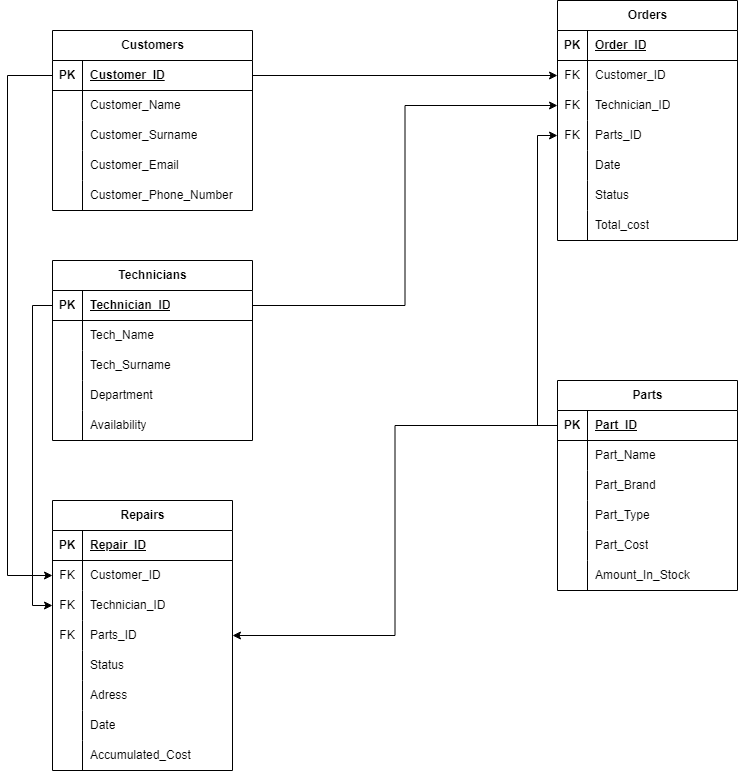 Customers
PK Customer_ID
Customer_Name
Customer_Surname
Customer_Email
Customer_Phone_Number
Orders
PK Order_ID
FK Customer_ID
FK Technician_ID
FK Parts_ID
Date
Status
Total_cost
Technicians
PK Technician_ID
Tech_Name
Tech_Surname
Department
Availability
Parts
PK Part_ID
Part_Name
Part_Brand
Part_Type
Part_Cost
Amount_In_Stock
Repairs
PK Repair_ID
FK Customer_ID
FK Technician_ID
FK Parts_ID
Status
Adress
Date
Accumulated_Cost